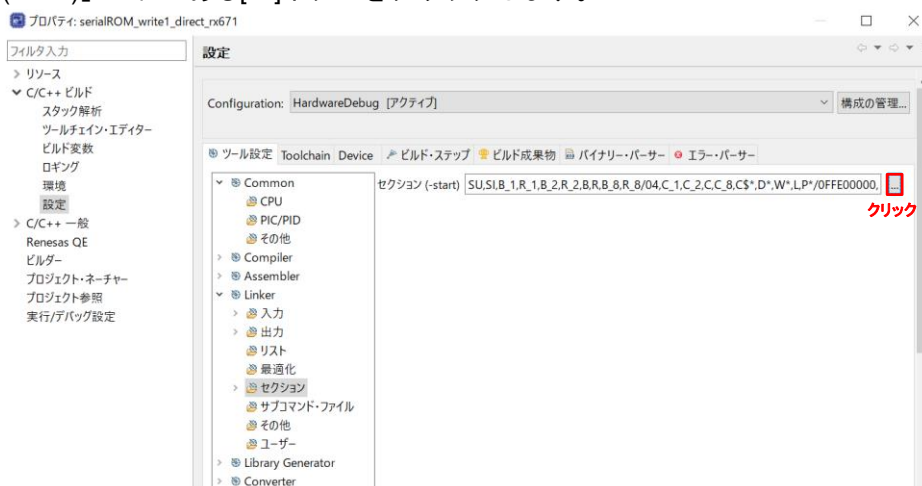 プロパティ: serialROM_write1_direct_rx671
フィルタ入力
設定
リソース
C/C++ ビルド
スタック解析
ツールチェイン・エディター
ビルド変数
ロギング
環境
設定
C/C++ 一般
Renesas QE
ビルダー
プロジェクト・ネーチャー
プロジェクト参照
実行/デバッグ設定
Configuration: HardwareDebug [アクティブ] 構成の管理...
ツール設定 Toolchain Device ビルド・ステップ ビルド成果物 バイナリー・パーサー エラー・パーサー
Common
CPU
PIC/PID
その他
Compiler
Assembler
Linker
入力
出力
リスト
最適化
セクション
サブコマンド・ファイル
その他
ユーザー
Library Generator
Converter
セクション (-start) SU,SI,B_1,R_1,B_2,R_2,B,R,B_8,R_8/04,C_1,C_2,C,C_8,C$*,D*,W*,L,P*/0FFE00000, ...
クリック